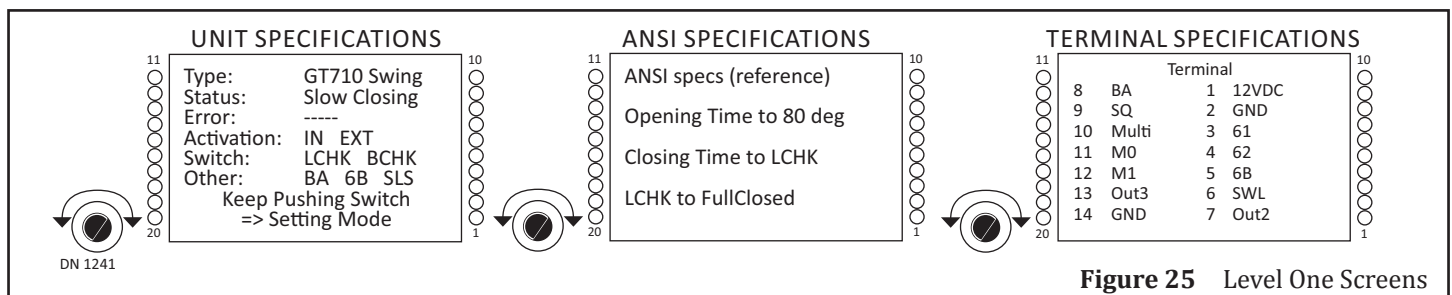 UNIT SPECIFICATIONS
11
10
Type: GT710 Swing
Status: Slow Closing
Error: -----
Activation: IN EXT
Switch: LCHK BCHK
Other: BA 6B SLS
Keep Pushing Switch
=> Setting Mode
20
1
DN 1241
ANSI SPECIFICATIONS
11
10
ANSI specs (reference)
Opening Time to 80 deg
Closing Time to LCHK
LCHK to FullClosed
20
1
TERMINAL SPECIFICATIONS
11
10
Terminal
8 BA 1 12VDC
9 SQ 2 GND
10 Multi 3 61
11 M0 4 62
12 M1 5 6B
13 Out3 6 SWL
14 GND 7 Out2
20
1
Figure 25 Level One Screens